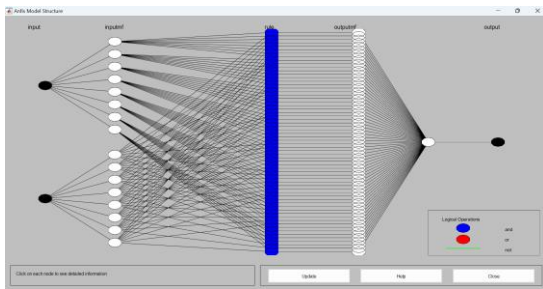 Anfis Model Structure
input
inputmf
rule
outputmf
output
Logical Operations
and
or
not
Click on each node to see detailed information
Update
Help
Close